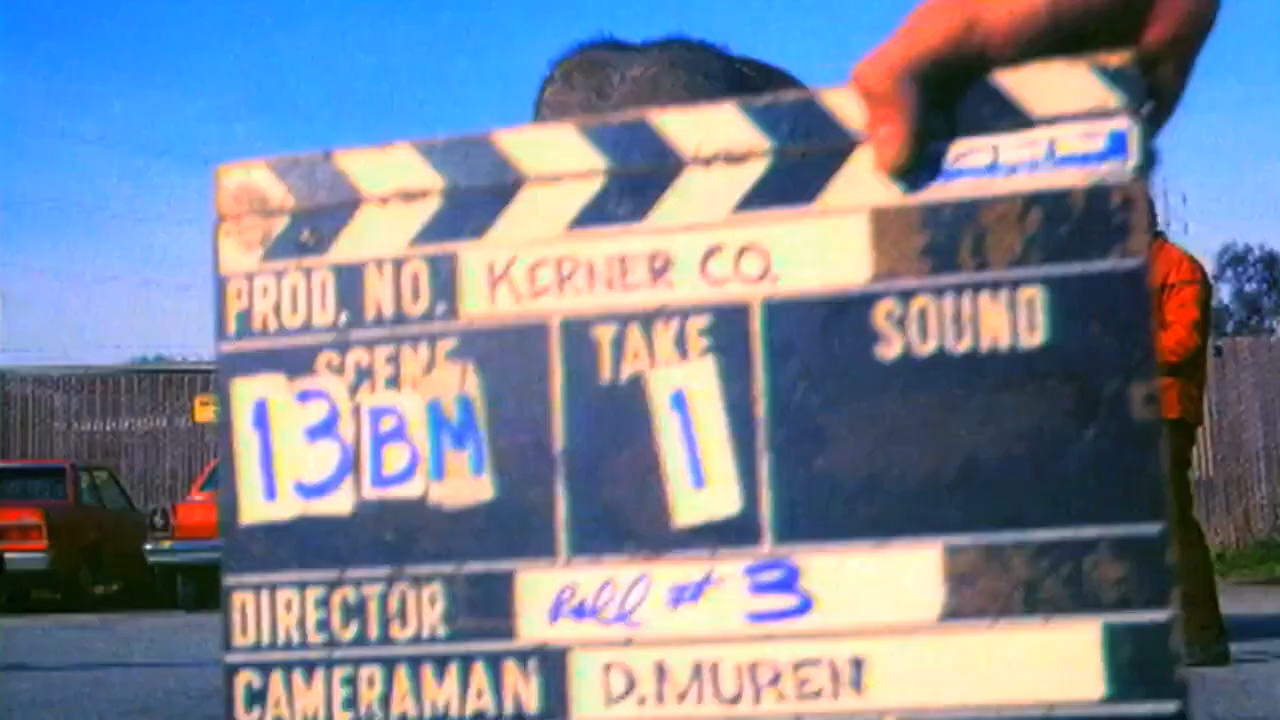 PROD. NO. KERNER CO.
SCENE TAKE SOUND
13BM 1
DIRECTOR Roll # 3
CAMERAMAN D.MUREN